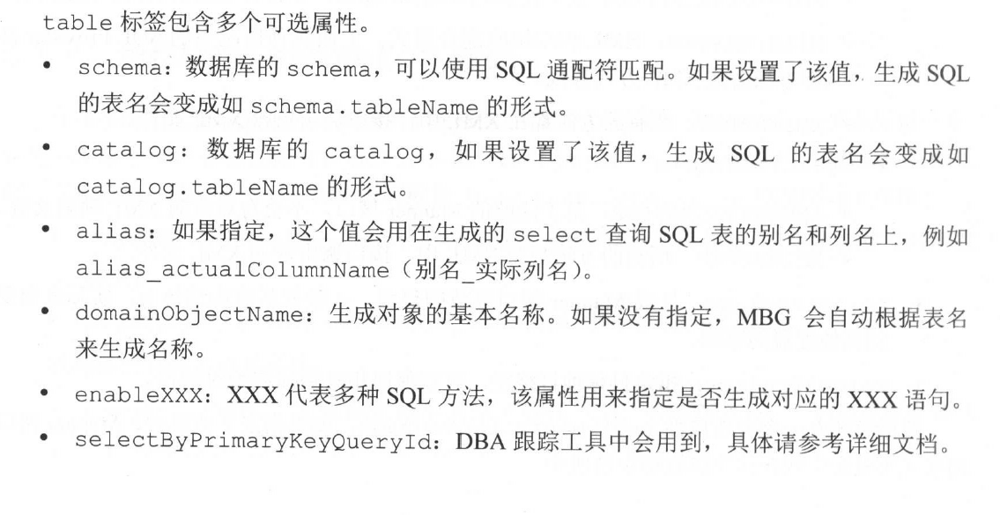 table 标签包含多个可选属性。
• schema：数据库的 schema，可以使用 SQL 通配符匹配。如果设置了该值，生成 SQL
的表名会变成如 schema.tableName 的形式。
• catalog：数据库的 catalog，如果设置了该值，生成 SQL 的表名会变成如
catalog.tableName 的形式。
• alias：如果指定，这个值会用在生成的 select 查询 SQL 表的别名和列名上，例如
alias_actualColumnName（别名_实际列名）。
• domainObjectName：生成对象的基本名称。如果没有指定，MBG 会自动根据表名
来生成名称。
• enableXXX：XXX 代表多种 SQL 方法，该属性用来指定是否生成对应的 XXX 语句。
• selectByPrimaryKeyQueryId：DBA 跟踪工具中会用到，具体请参考详细文档。